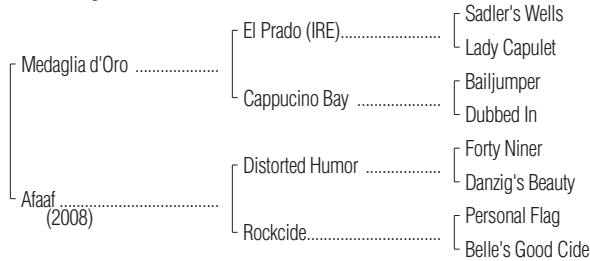 Sadler's Wells
El Prado (IRE)....................
Lady Capulet
Medaglia d'Oro ..................
Bailjumper
Cappucino Bay ..................
Dubbed In
Forty Niner
Distorted Humor ................
Danzig's Beauty
Afaaf..................................
(2008)
Personal Flag
Rockcide.............................
Belle's Good Cide